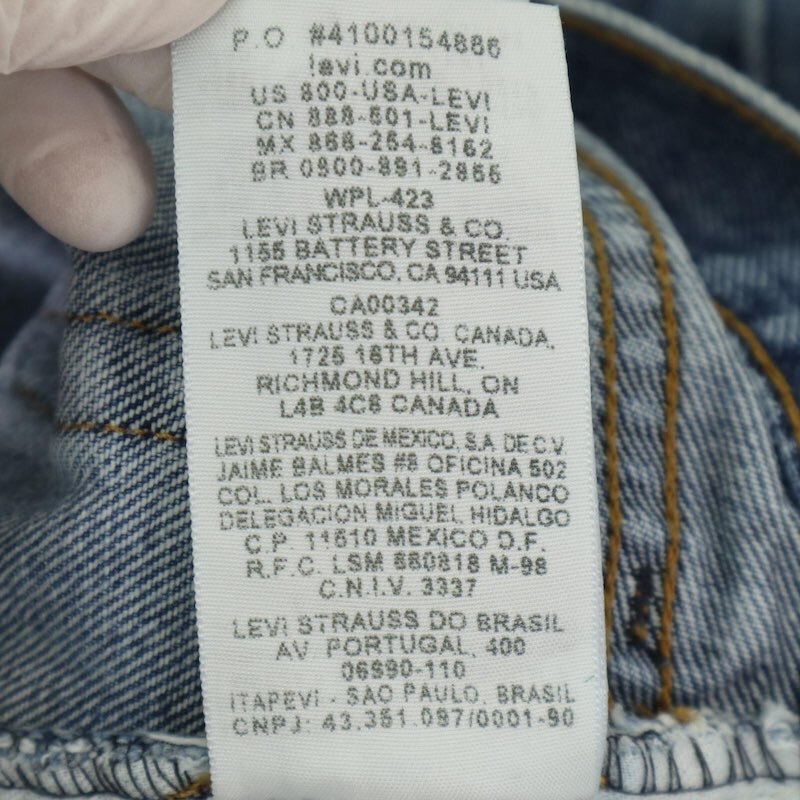 P.O #4100154886
levi.com
US 800-USA-LEVI
CN 888-501-LEVI
MX 866-254-8162
BR 0800-891-2855
WPL-423
LEVI STRAUSS & CO.
1155 BATTERY STREET
SAN FRANCISCO, CA 94111 USA
CA00342
LEVI STRAUSS & CO. CANADA,
1725 16TH AVE.
RICHMOND HILL, ON
L4B 4C6 CANADA
LEVI STRAUSS DE MEXICO, S.A. DE C.V.
JAIME BALMES #8 OFICINA 502
COL. LOS MORALES POLANCO
DELEGACION MIGUEL HIDALGO
C.P. 11510 MEXICO D.F.
R.F.C. LSM 880818 M-98
C.N.I.V. 3337
LEVI STRAUSS DO BRASIL
AV PORTUGAL, 400
06690-110
ITAPEVI - SAO PAULO, BRASIL
CNPJ: 43.351.097/0001-90